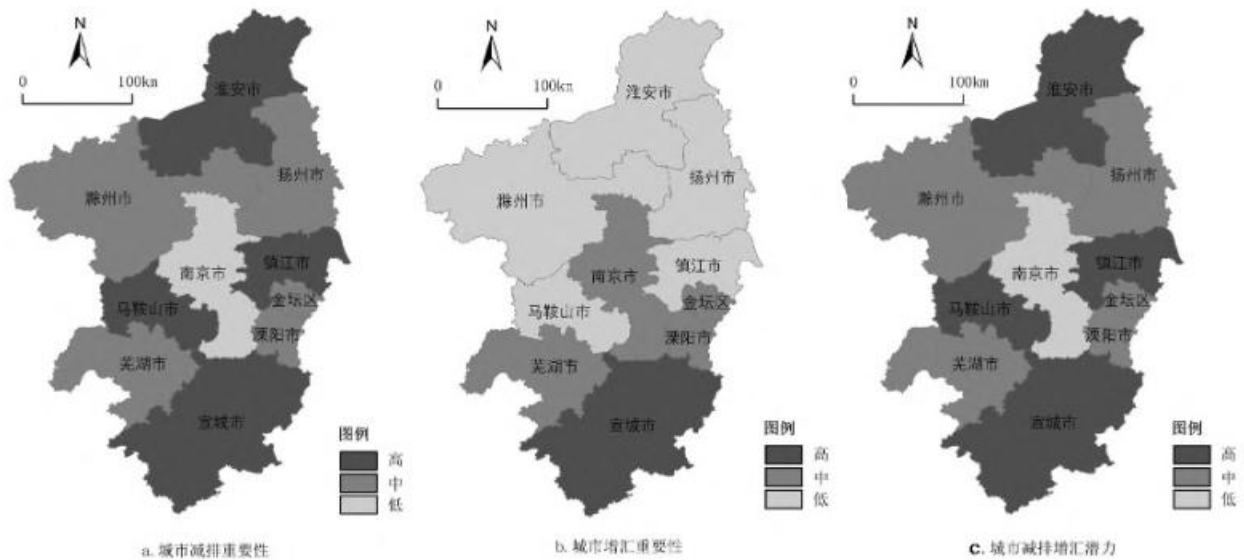 N
0 100km
淮安市
扬州市
滁州市
南京市
镇江市
金坛区
马鞍山市
溧阳市
芜湖市
宣城市
图例
高
中
低
a. 城市减排重要性
N
0 100km
淮安市
扬州市
滁州市
南京市
镇江市
金坛区
马鞍山市
溧阳市
芜湖市
宣城市
图例
高
中
低
b. 城市增汇重要性
N
0 100km
淮安市
扬州市
滁州市
南京市
镇江市
金坛区
马鞍山市
溧阳市
芜湖市
宣城市
图例
高
中
低
C. 城市减排增汇潜力